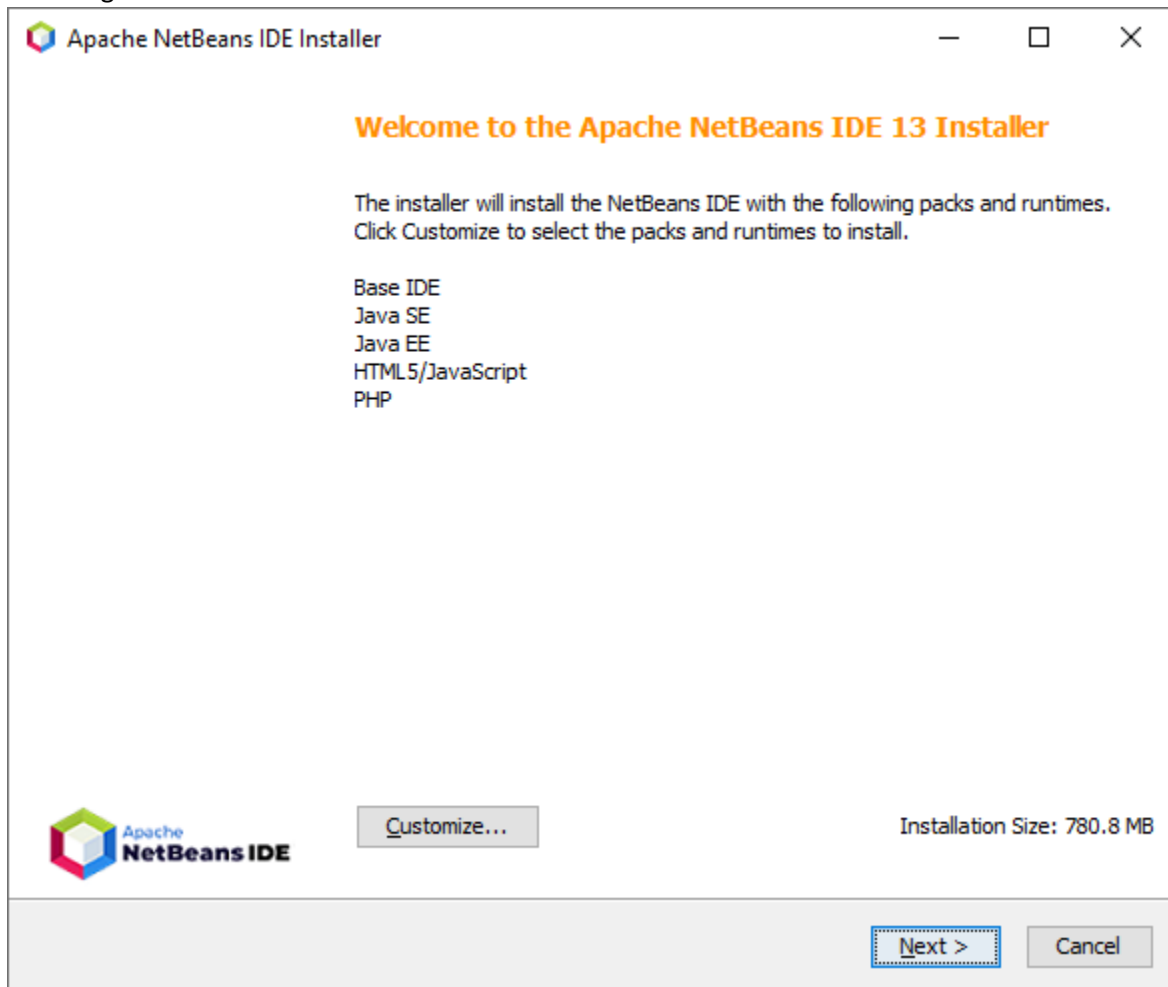 Apache NetBeans IDE Installer
Welcome to the Apache NetBeans IDE 13 Installer
The installer will install the NetBeans IDE with the following packs and runtimes.
Click Customize to select the packs and runtimes to install.
Base IDE
Java SE
Java EE
HTML5/JavaScript
PHP
Apache
NetBeans IDE
Customize...
Installation Size: 780.8 MB
Next >
Cancel